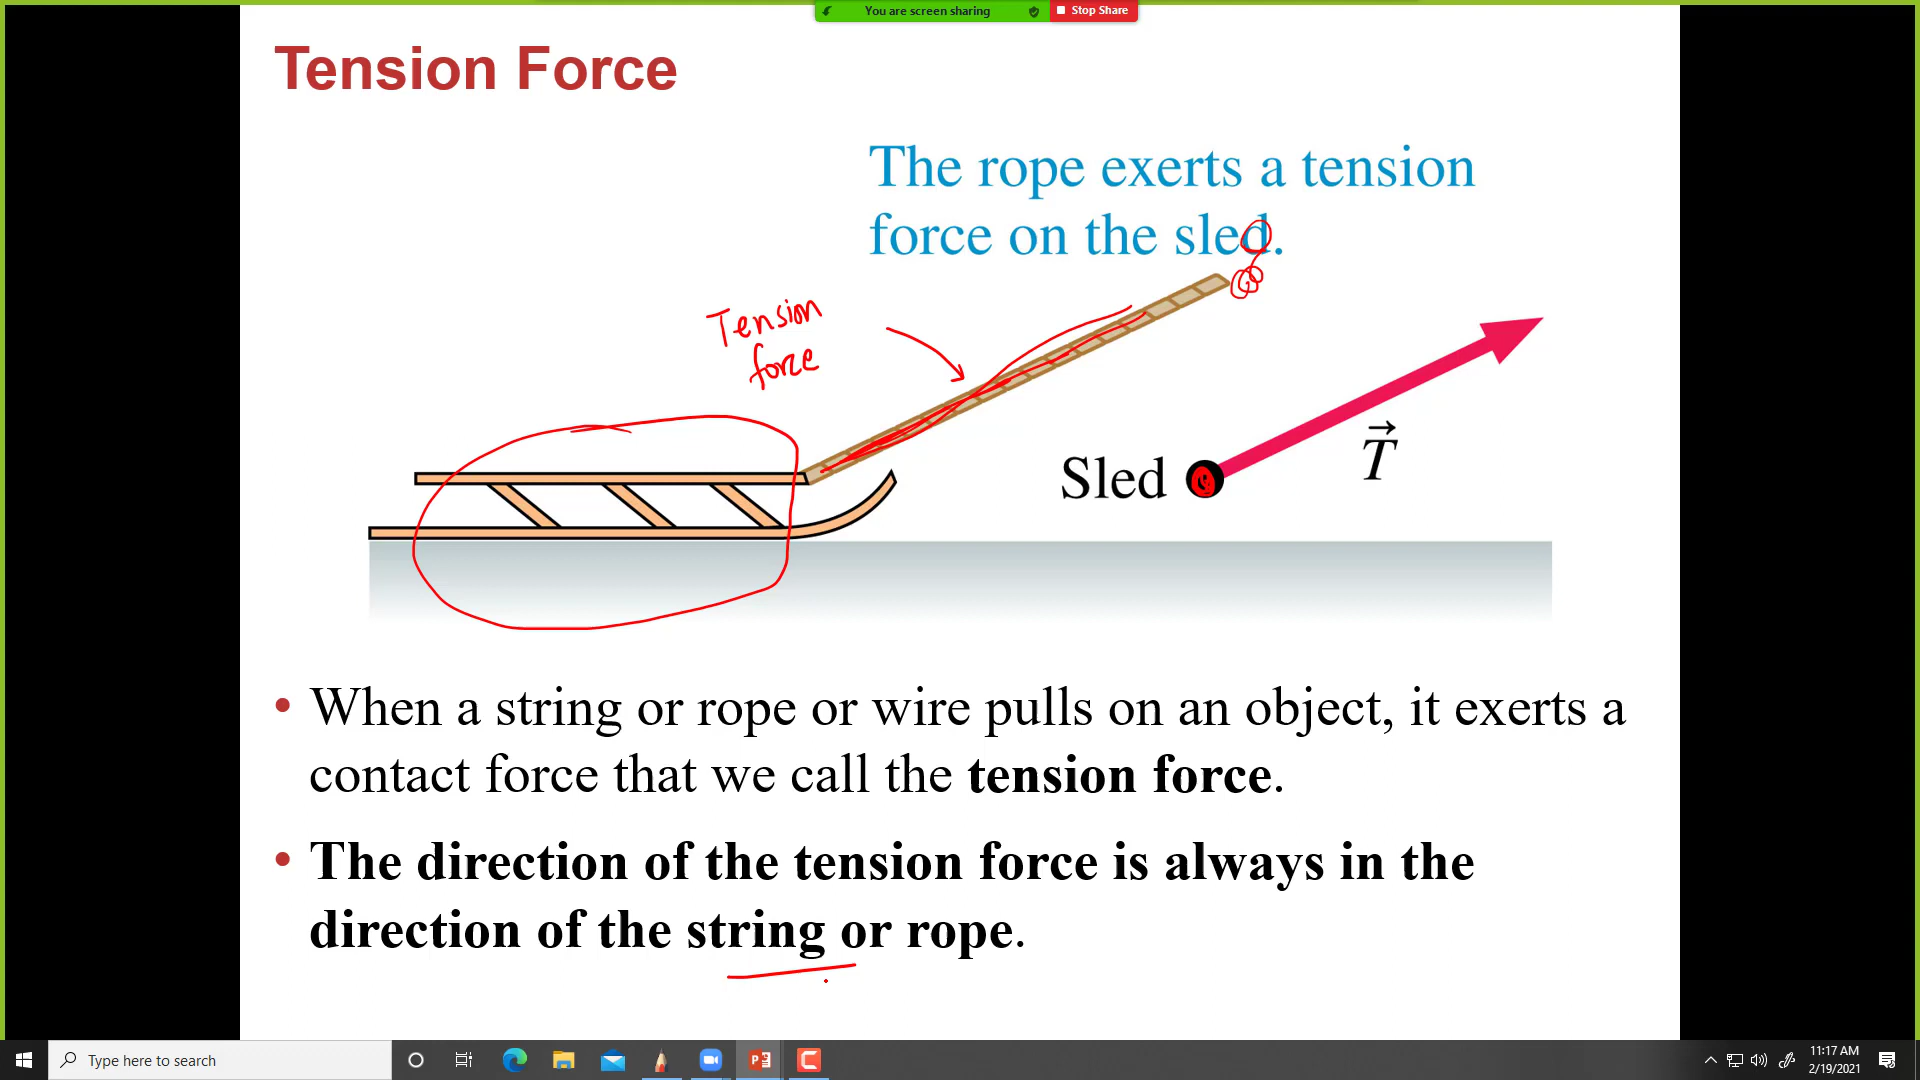 You are screen sharing
Stop Share
Tension Force
The rope exerts a tension
force on the sled.
Tension
force
Sled
T
When a string or rope or wire pulls on an object, it exerts a
contact force that we call the tension force.
The direction of the tension force is always in the
direction of the string or rope.
Type here to search
11:17 AM
2/19/2021